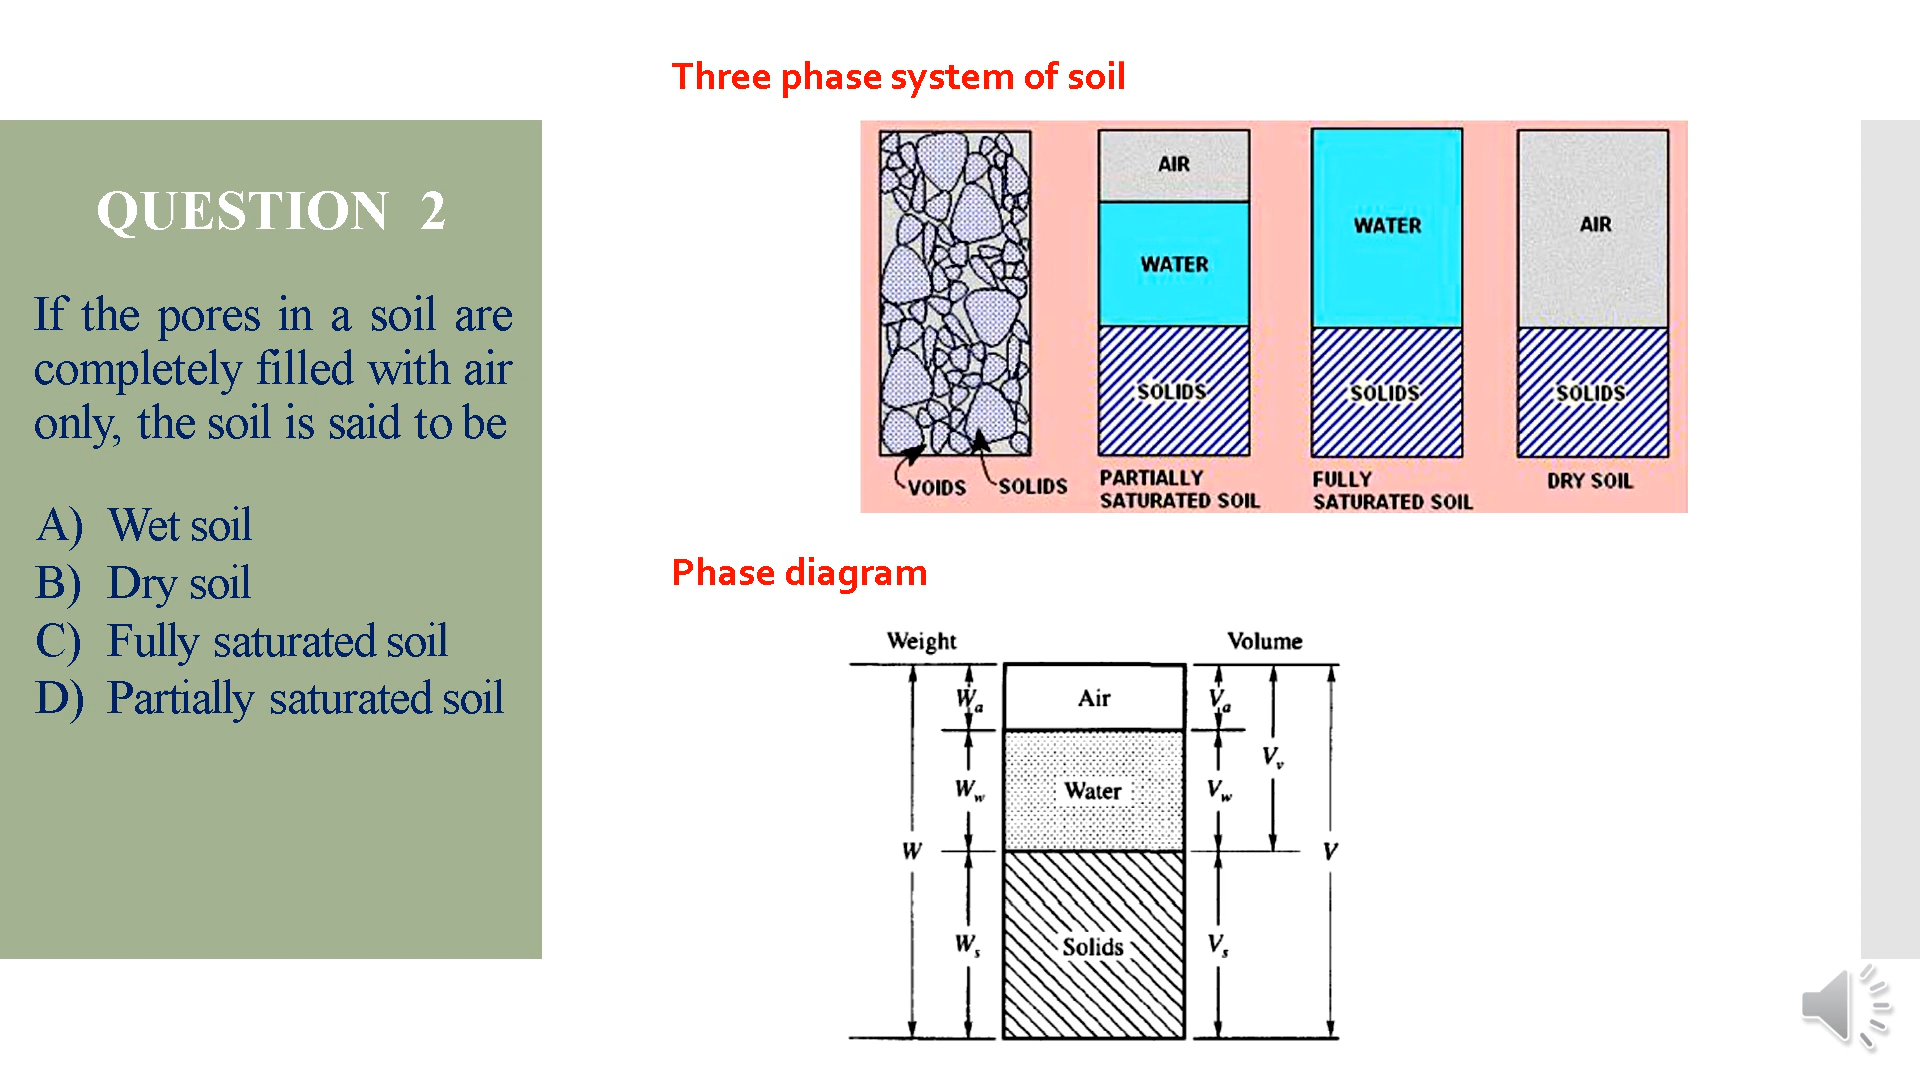 QUESTION 2
If the pores in a soil are
completely filled with air
only, the soil is said to be
A) Wet soil
B) Dry soil
C) Fully saturated soil
D) Partially saturated soil
Three phase system of soil
AIR
WATER
SOLIDS
WATER
SOLIDS
AIR
SOLIDS
VOIDS
SOLIDS
PARTIALLY
SATURATED SOIL
FULLY
SATURATED SOIL
DRY SOIL
Phase diagram
Weight
Volume
Wa
Air
Va
Vv
Ww
Water
Vw
W
V
Ws
Solids
Vs